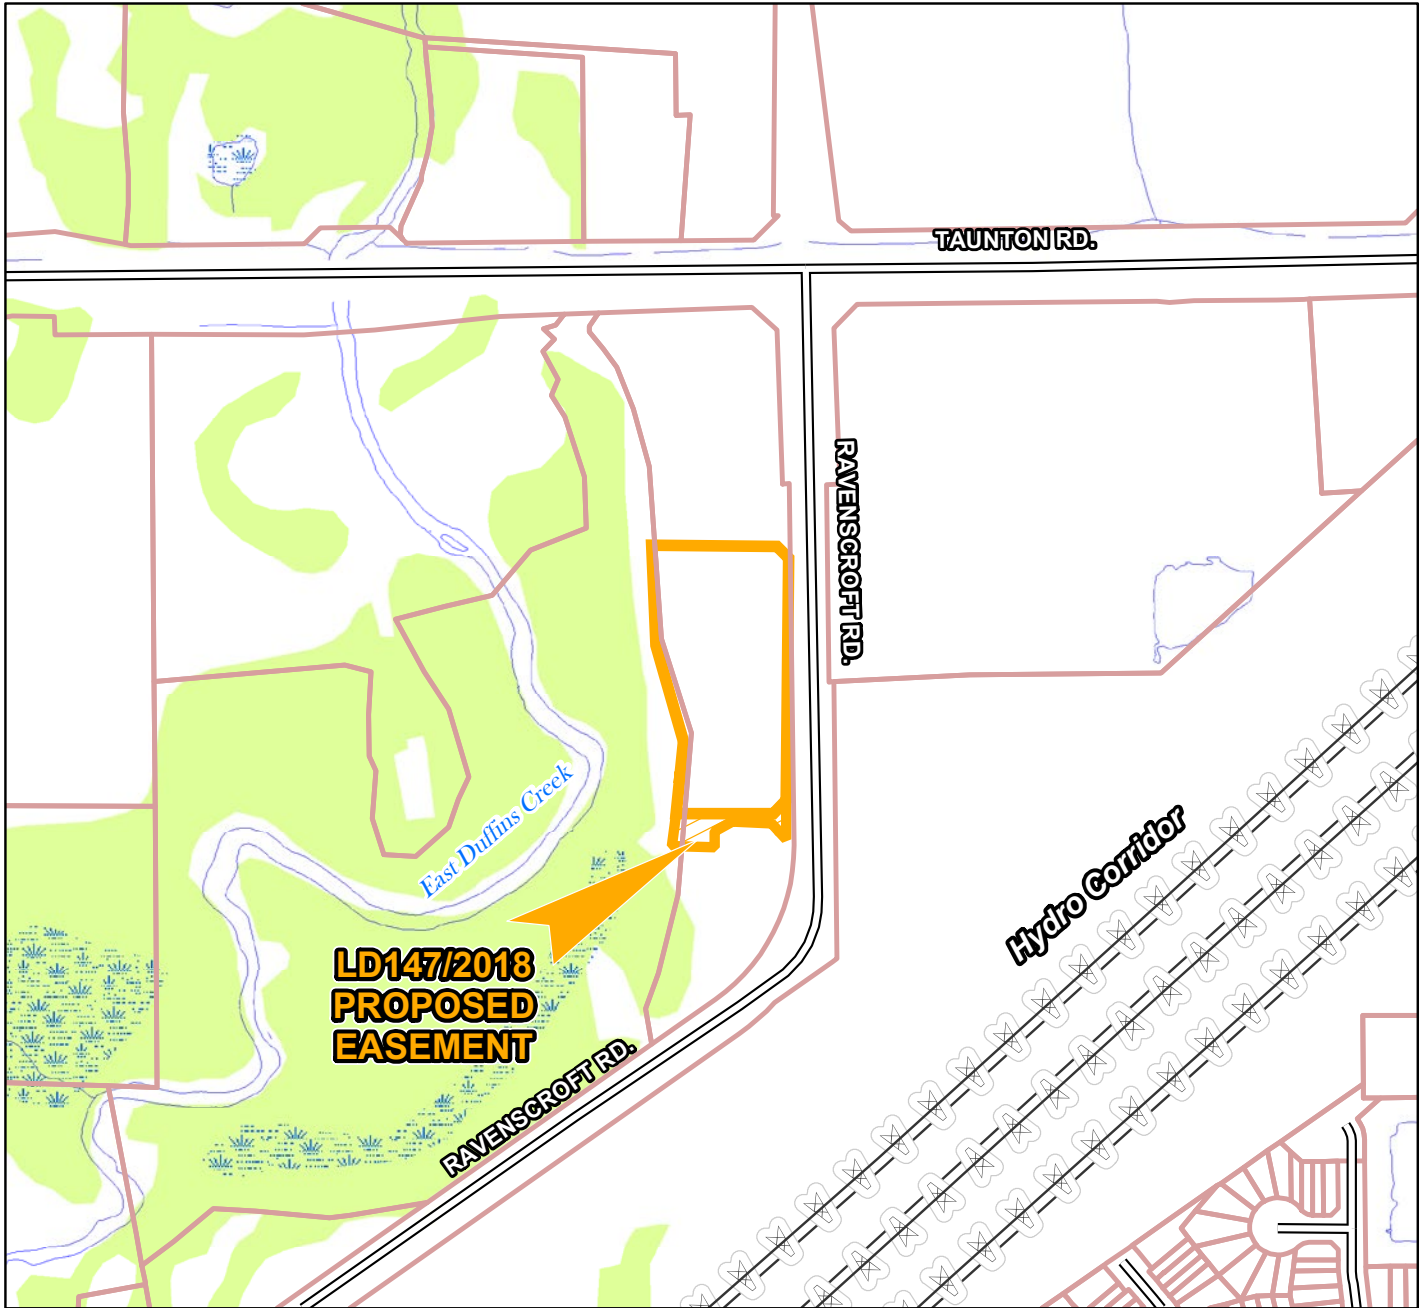 TAUNTON RD.
RAVENSCROFT RD.
East Duffins Creek
Hydro Corridor
LD147/2018
PROPOSED
EASEMENT
RAVENSCROFT RD.